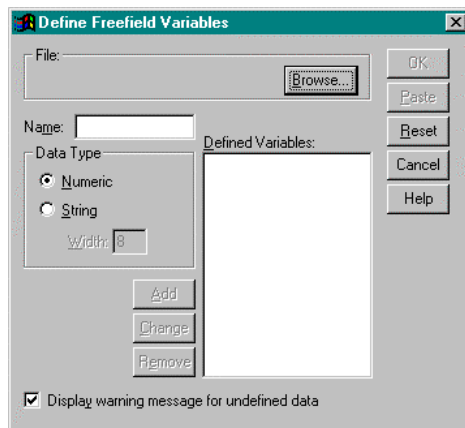 Define Freefield Variables
File:
Browse...
OK
Paste
Reset
Cancel
Help
Name:
Data Type
Numeric
String
Width: 8
Defined Variables:
Add
Change
Remove
Display warning message for undefined data